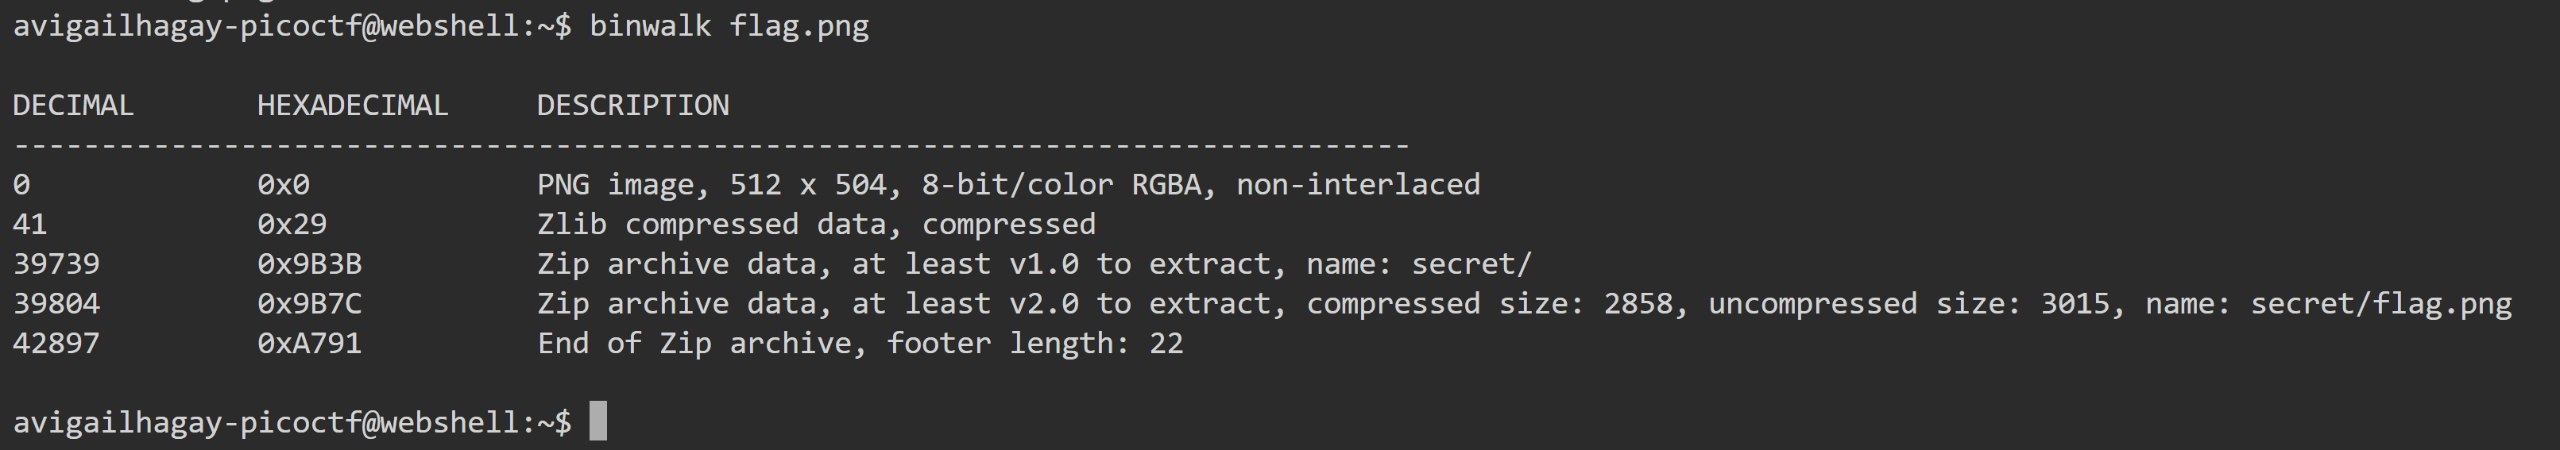 avigailhagay-picoctf@webshell:~$ binwalk flag.png
DECIMAL       HEXADECIMAL     DESCRIPTION
--------------------------------------------------------------------------------
0             0x0             PNG image, 512 x 504, 8-bit/color RGBA, non-interlaced
41            0x29            Zlib compressed data, compressed
39739         0x9B3B          Zip archive data, at least v1.0 to extract, name: secret/
39804         0x9B7C          Zip archive data, at least v2.0 to extract, compressed size: 2858, uncompressed size: 3015, name: secret/flag.png
42897         0xA791          End of Zip archive, footer length: 22
avigailhagay-picoctf@webshell:~$